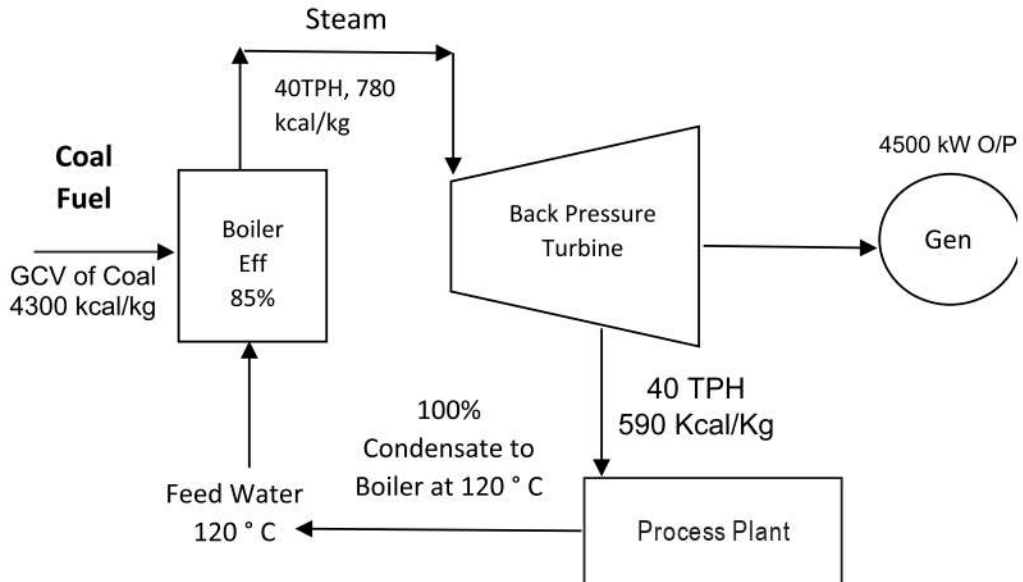 Steam
40TPH, 780
kcal/kg
Coal
Fuel
GCV of Coal
4300 kcal/kg
Boiler
Eff
85%
Back Pressure
Turbine
4500 kW O/P
Gen
40 TPH
590 Kcal/Kg
100%
Condensate to
Boiler at 120 ° C
Feed Water
120 ° C
Process Plant